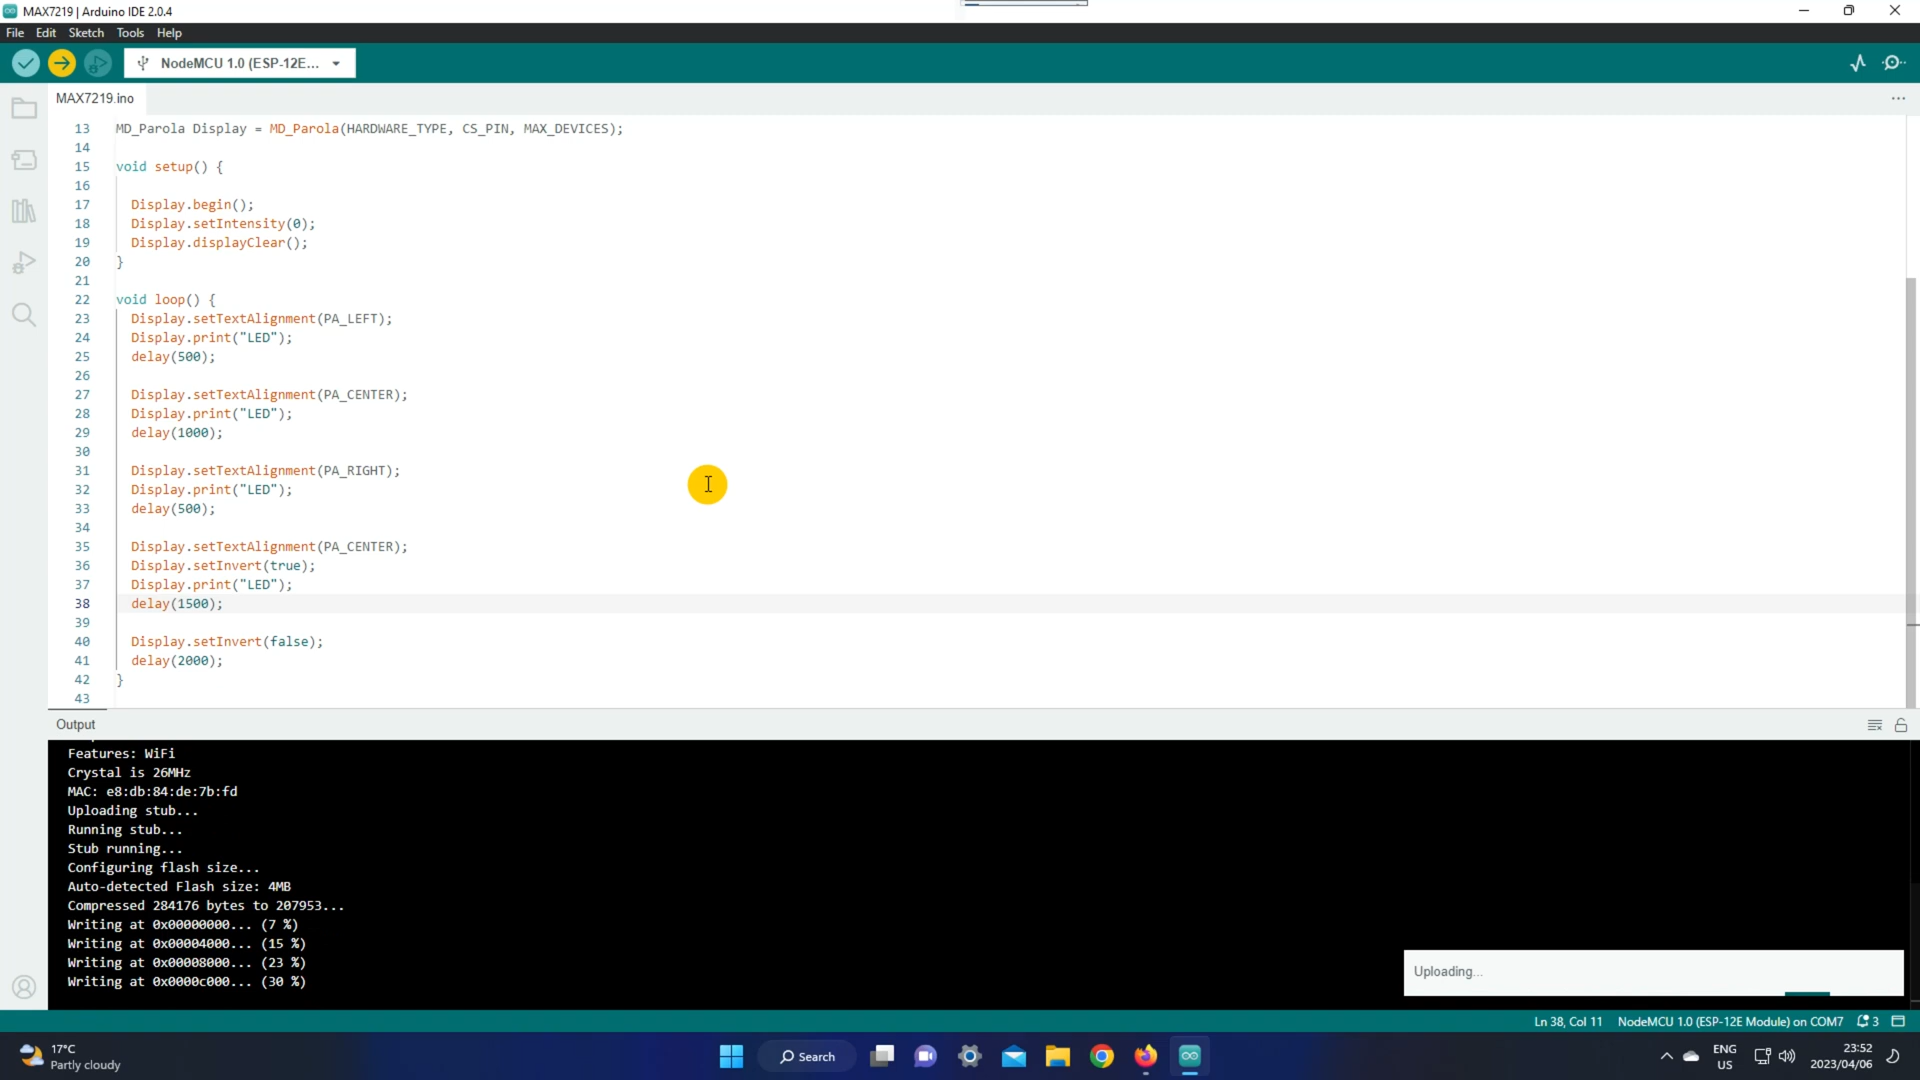 MAX7219 | Arduino IDE 2.0.4
File Edit Sketch Tools Help
NodeMCU 1.0 (ESP-12E...
MAX7219.ino
13 MD_Parola Display = MD_Parola(HARDWARE_TYPE, CS_PIN, MAX_DEVICES);
14
15 void setup() {
16
17 Display.begin();
18 Display.setIntensity(0);
19 Display.displayClear();
20 }
21
22 void loop() {
23 Display.setTextAlignment(PA_LEFT);
24 Display.print("LED");
25 delay(500);
26
27 Display.setTextAlignment(PA_CENTER);
28 Display.print("LED");
29 delay(1000);
30
31 Display.setTextAlignment(PA_RIGHT);
32 Display.print("LED");
33 delay(500);
34
35 Display.setTextAlignment(PA_CENTER);
36 Display.setInvert(true);
37 Display.print("LED");
38 delay(1500);
39
40 Display.setInvert(false);
41 delay(2000);
42 }
43
Output
Features: WiFi
Crystal is 26MHz
MAC: e8:db:84:de:7b:fd
Uploading stub...
Running stub...
Stub running...
Configuring flash size...
Auto-detected Flash size: 4MB
Compressed 284176 bytes to 207953...
Writing at 0x00000000... (7 %)
Writing at 0x00004000... (15 %)
Writing at 0x00008000... (23 %)
Writing at 0x0000c000... (30 %)
Uploading...
Ln 38, Col 11 NodeMCU 1.0 (ESP-12E Module) on COM7 3
17°C
Partly cloudy
Search
ENG
US
23:52
2023/04/06